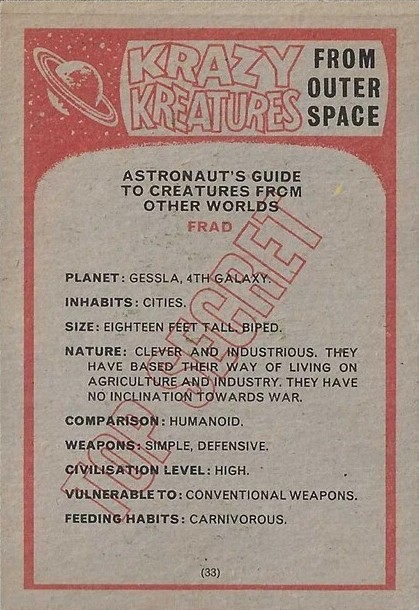 KRAZY
KREATURES
FROM
OUTER
SPACE
ASTRONAUT'S GUIDE
TO CREATURES FROM
OTHER WORLDS
FRAD
PLANET: GESSLA, 4TH GALAXY.
INHABITS: CITIES.
SIZE: EIGHTEEN FEET TALL. BIPED.
NATURE: CLEVER AND INDUSTRIOUS. THEY
HAVE BASED THEIR WAY OF LIVING ON
AGRICULTURE AND INDUSTRY. THEY HAVE
NO INCLINATION TOWARDS WAR.
COMPARISON: HUMANOID.
WEAPONS: SIMPLE, DEFENSIVE.
CIVILISATION LEVEL: HIGH.
VULNERABLE TO: CONVENTIONAL WEAPONS.
FEEDING HABITS: CARNIVOROUS.
TOP SECRET
(33)